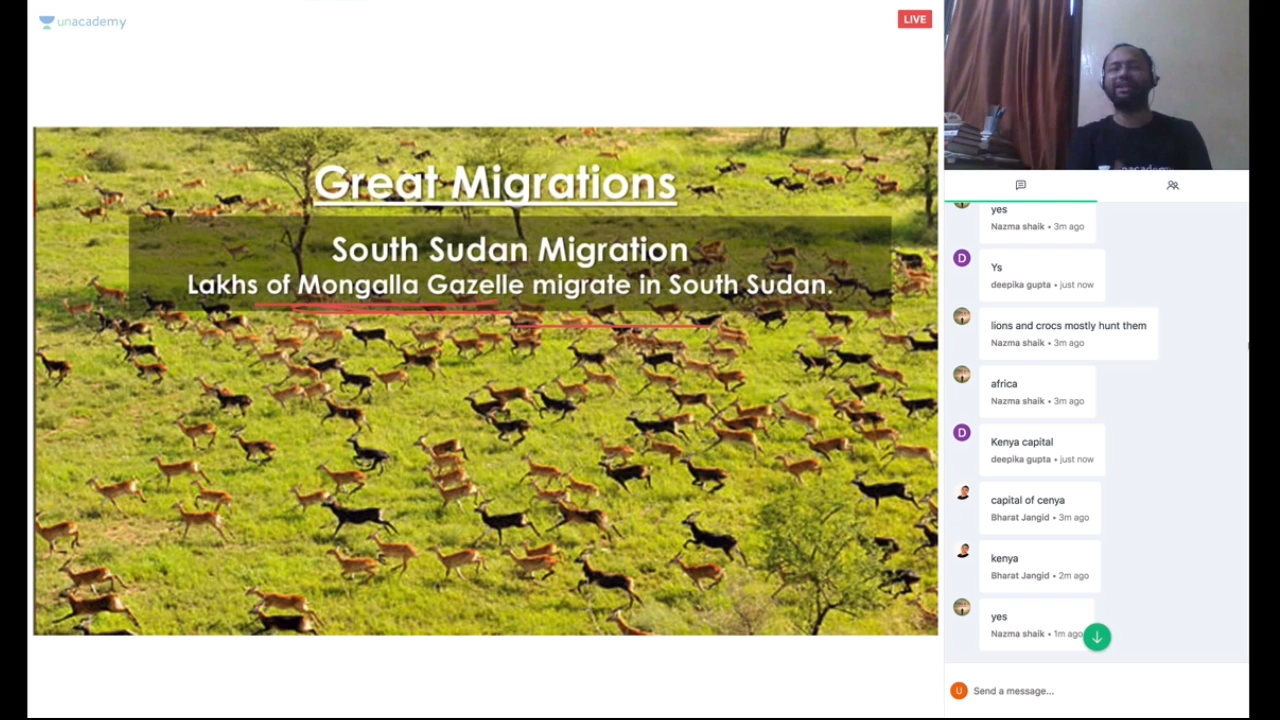 unacademy
LIVE
Great Migrations
South Sudan Migration
Lakhs of Mongalla Gazelle migrate in South Sudan.
yes
Nazma shaik • 3m ago
D
Ys
deepika gupta • just now
lions and crocs mostly hunt them
Nazma shaik • 3m ago
africa
Nazma shaik • 3m ago
D
Kenya capital
deepika gupta • just now
capital of cenya
Bharat Jangid • 3m ago
kenya
Bharat Jangid • 2m ago
yes
Nazma shaik • 1m ago
U
Send a message...